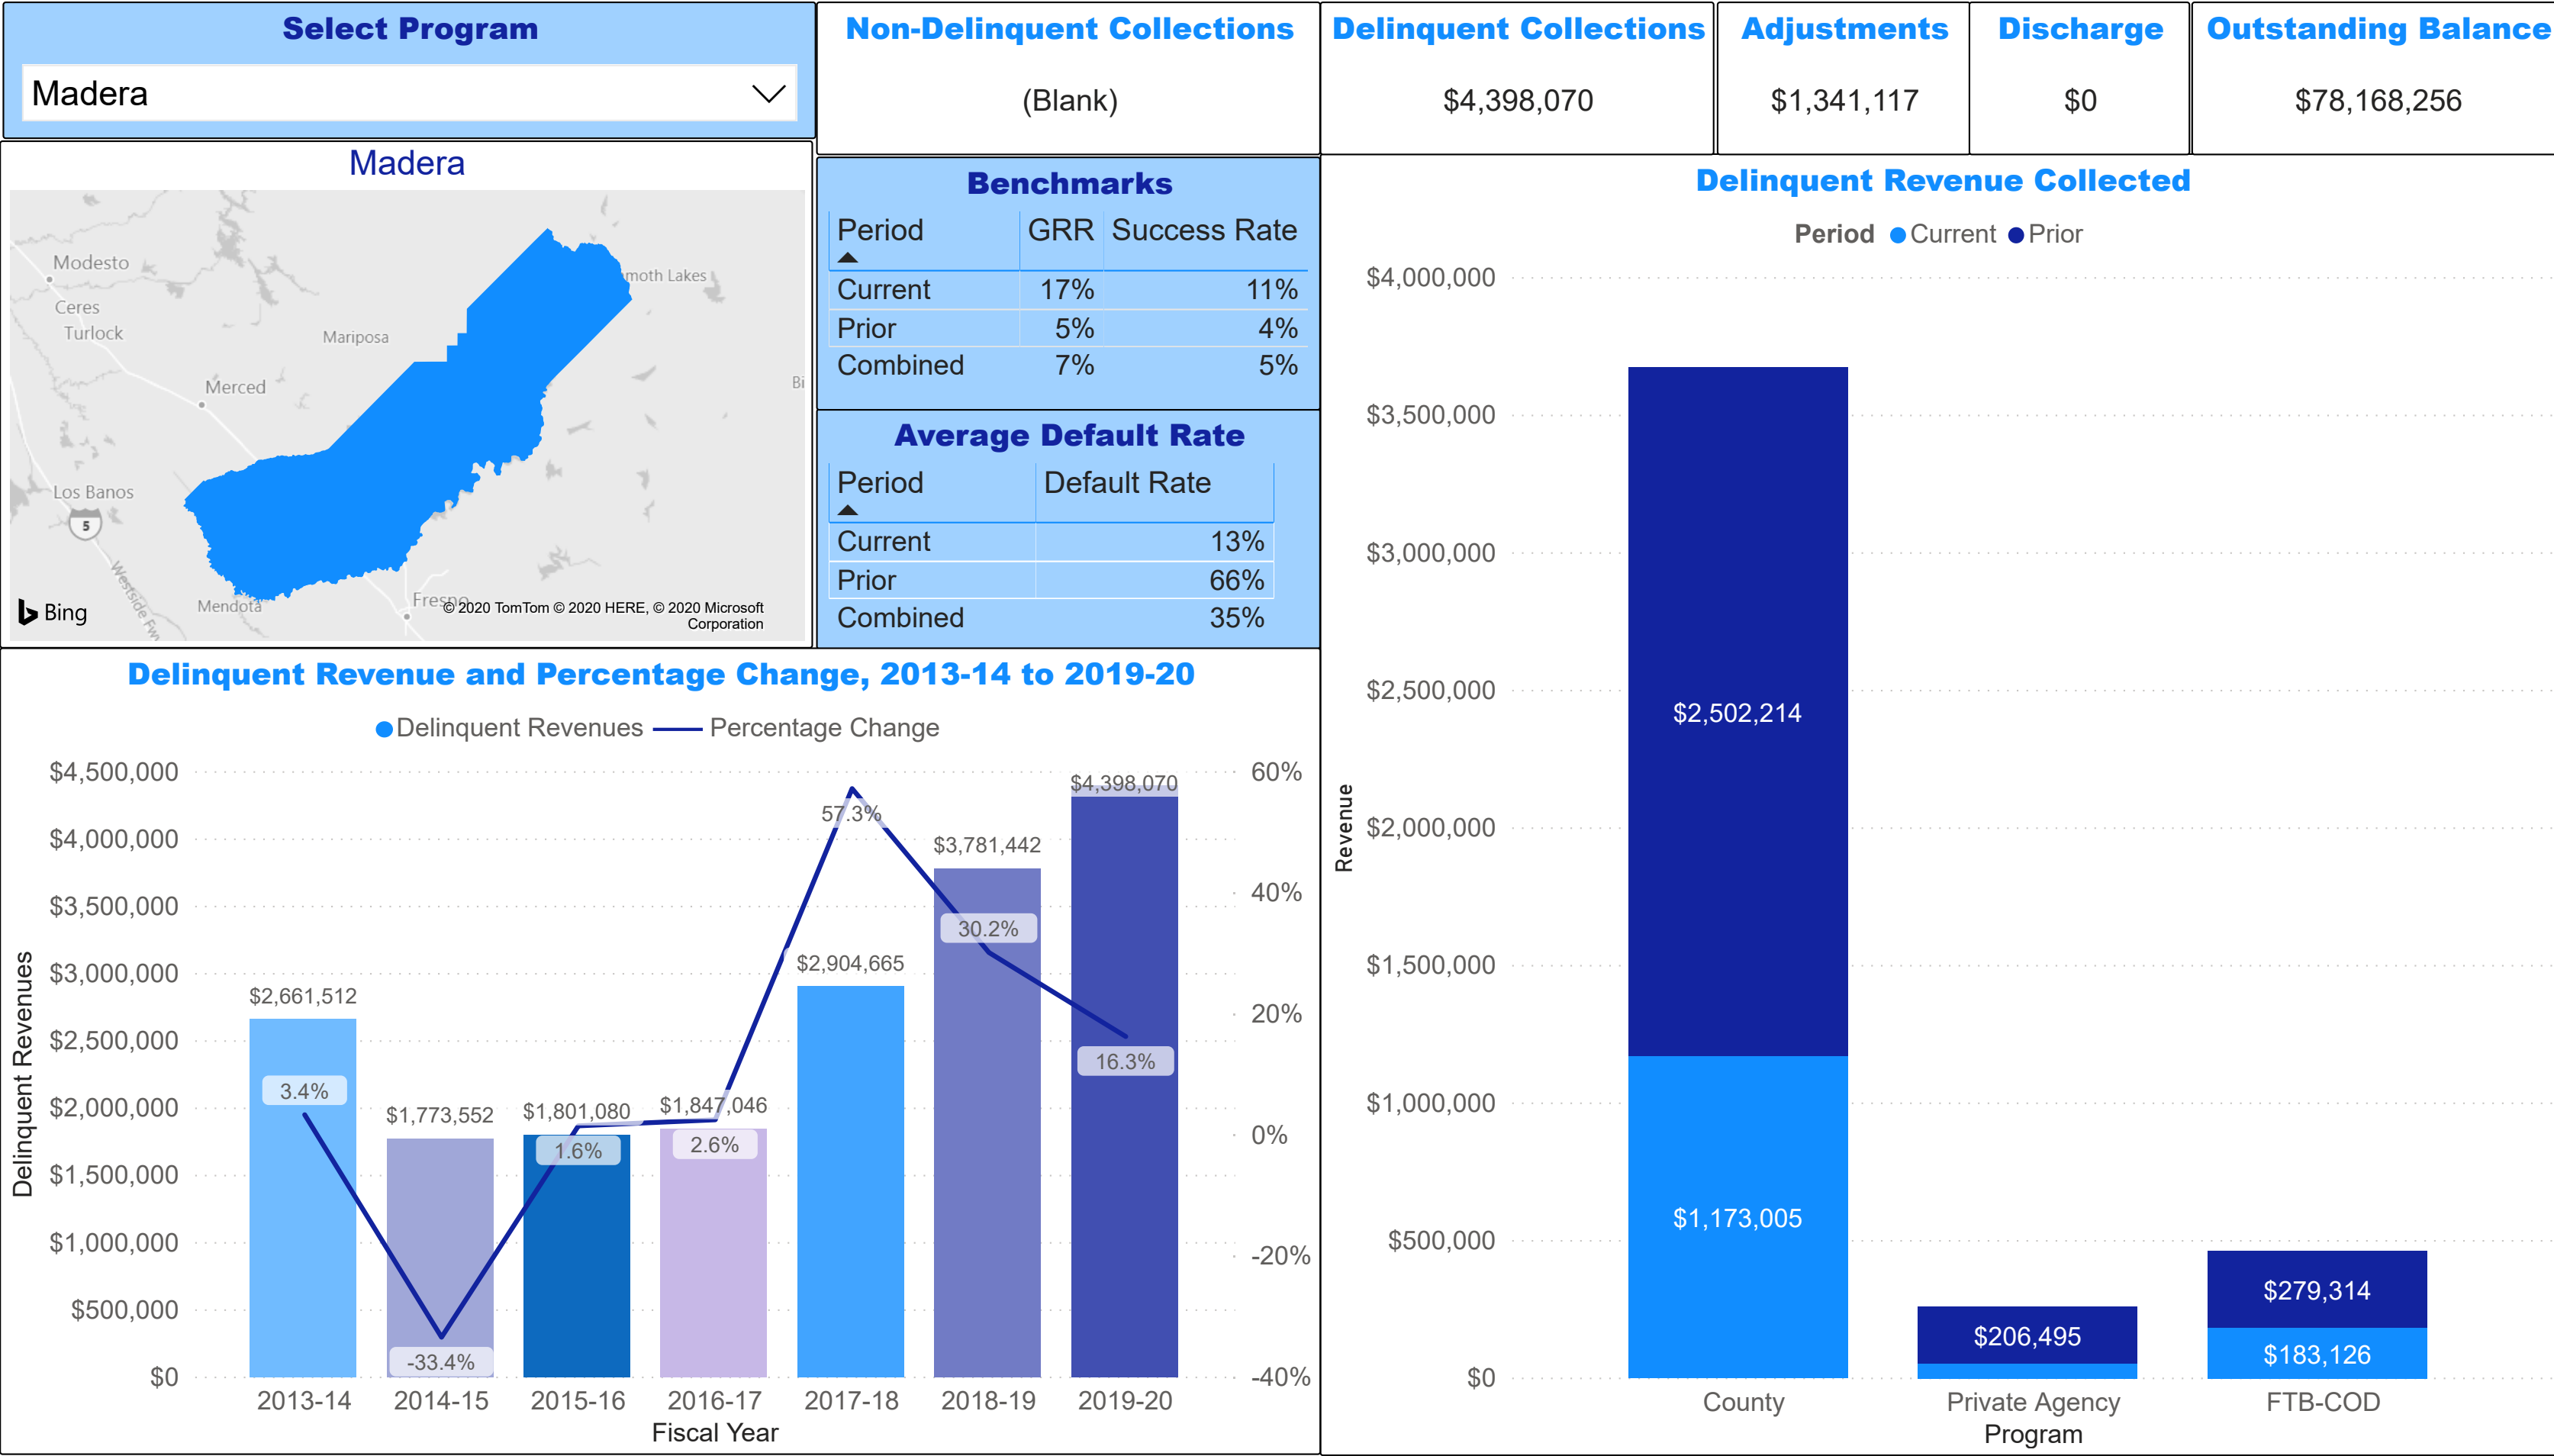 Select Program
Madera
Non-Delinquent Collections
(Blank)
Delinquent Collections
$4,398,070
Adjustments
$1,341,117
Discharge
$0
Outstanding Balance
$78,168,256
Madera
Modesto
Ceres
Turlock
Mariposa
moth Lakes
Merced
Bi
Los Banos
5
Westside Fwy
Mendota
Fresno
Bing
© 2020 TomTom © 2020 HERE, © 2020 Microsoft
Corporation
Benchmarks
Period GRR Success Rate
Current 17% 11%
Prior 5% 4%
Combined 7% 5%
Average Default Rate
Period Default Rate
Current 13%
Prior 66%
Combined 35%
Delinquent Revenue and Percentage Change, 2013-14 to 2019-20
Delinquent Revenues Percentage Change
Delinquent Revenues
$4,500,000
$4,000,000
$3,500,000
$3,000,000
$2,500,000
$2,000,000
$1,500,000
$1,000,000
$500,000
$0
$2,661,512
$1,773,552
$1,801,080
$1,847,046
$2,904,665
$3,781,442
$4,398,070
3.4%
-33.4%
1.6%
2.6%
57.3%
30.2%
16.3%
60%
40%
20%
0%
-20%
-40%
2013-14 2014-15 2015-16 2016-17 2017-18 2018-19 2019-20
Fiscal Year
Delinquent Revenue Collected
Period Current Prior
Revenue
$4,000,000
$3,500,000
$3,000,000
$2,500,000
$2,000,000
$1,500,000
$1,000,000
$500,000
$0
$2,502,214
$1,173,005
$206,495
$279,314
$183,126
County Private Agency FTB-COD
Program